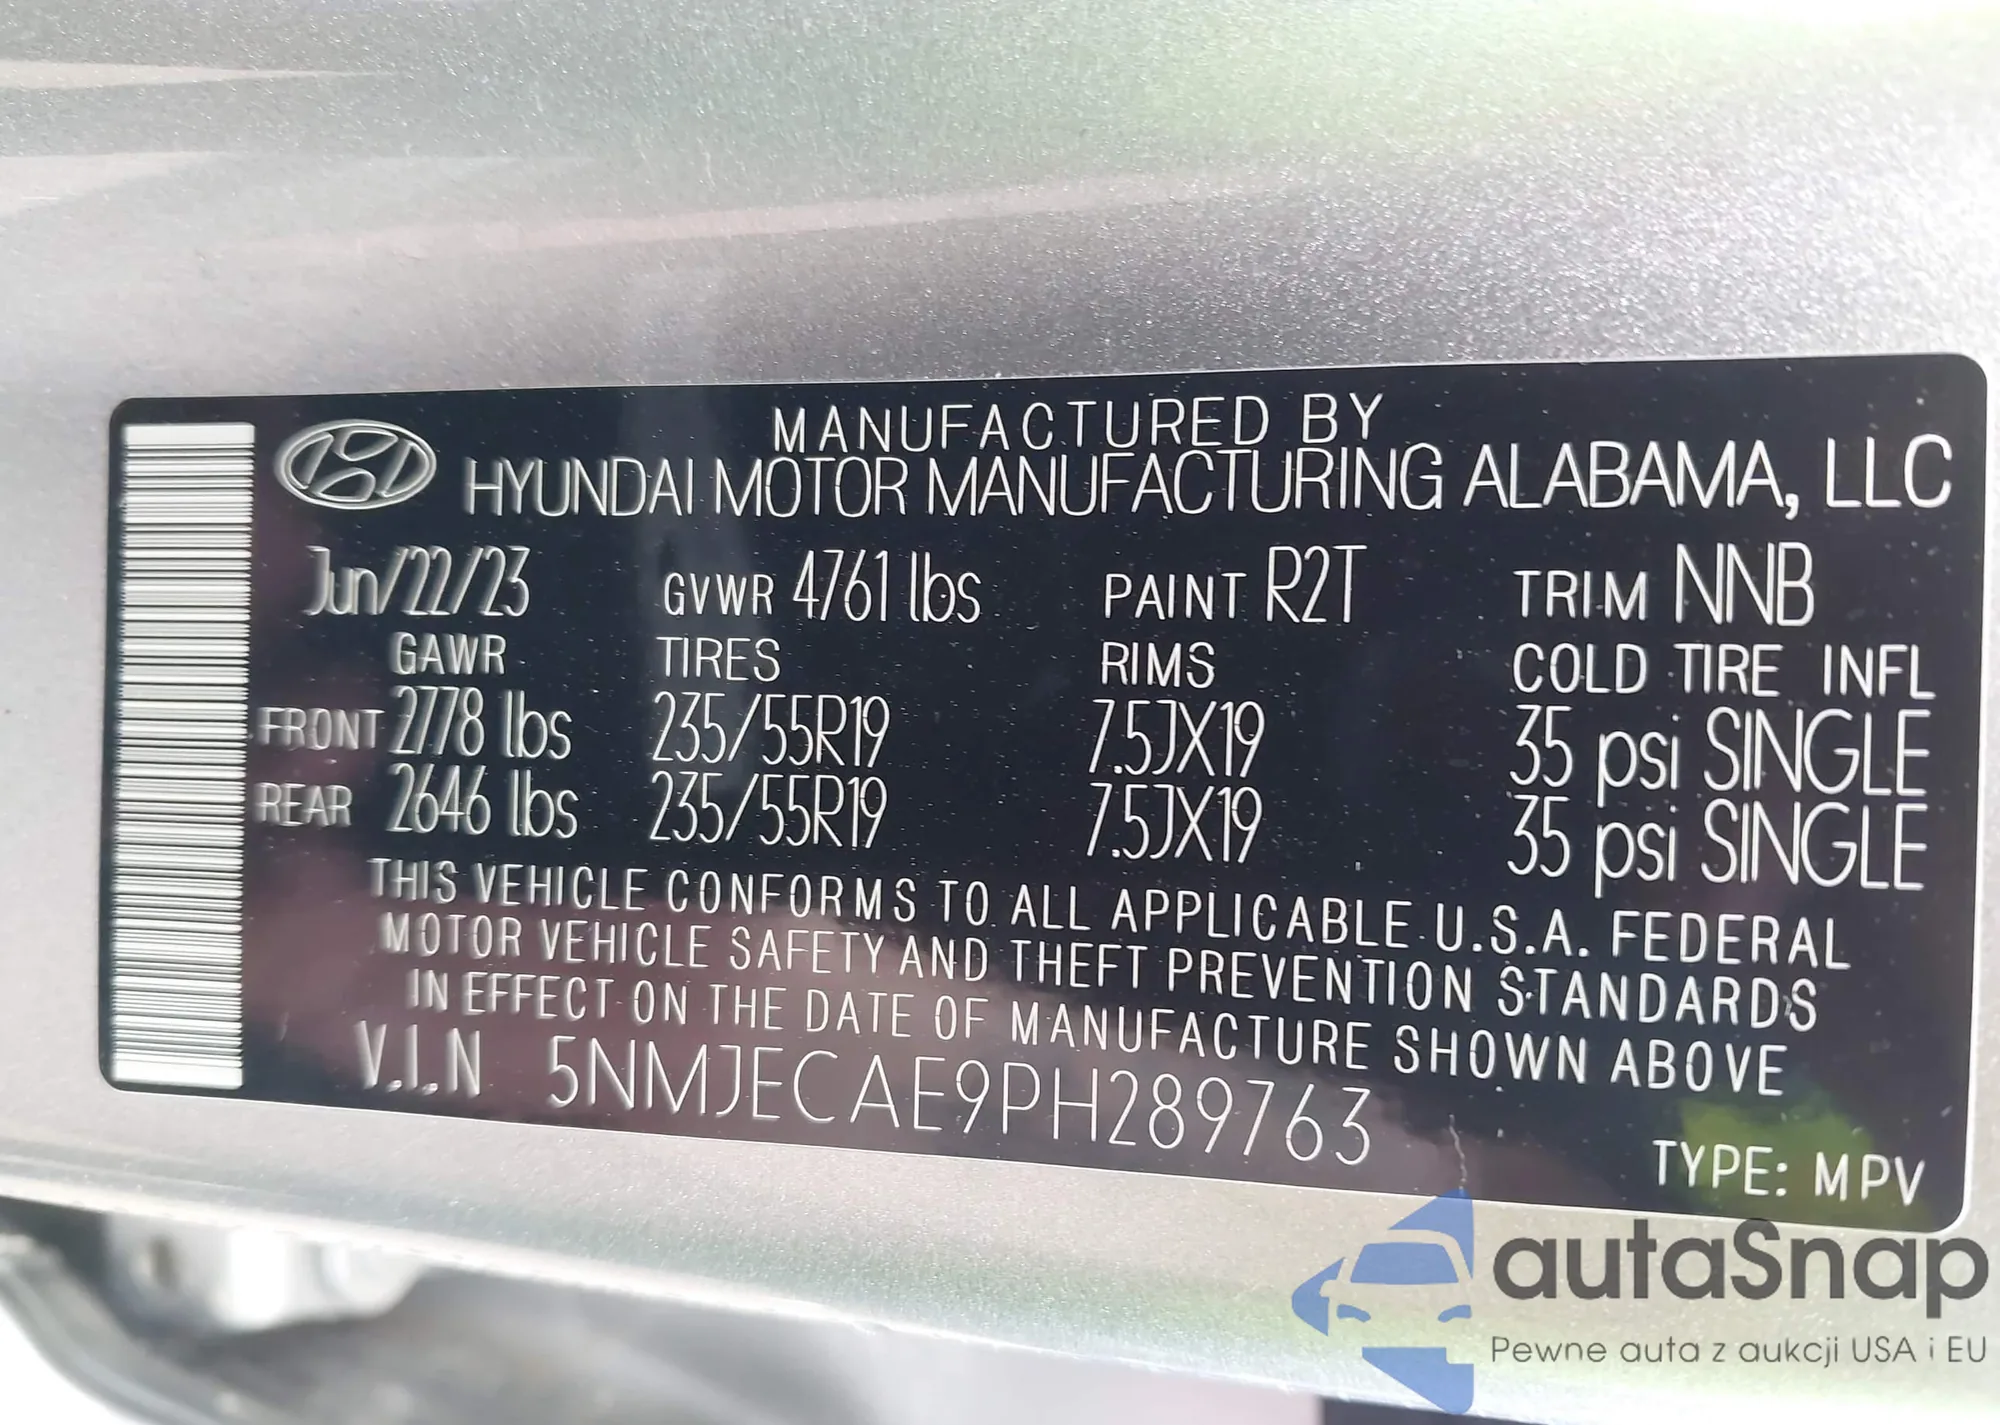 MANUFACTURED BY
HYUNDAI MOTOR MANUFACTURING ALABAMA, LLC
Jun/22/23 GVWR 4761 lbs PAINT R2T TRIM NNB
GAWR TIRES RIMS COLD TIRE INFL
FRONT 2778 lbs 235/55R19 7.5JX19 35 psi SINGLE
REAR 2646 lbs 235/55R19 7.5JX19 35 psi SINGLE
THIS VEHICLE CONFORMS TO ALL APPLICABLE U.S.A. FEDERAL
MOTOR VEHICLE SAFETY AND THEFT PREVENTION STANDARDS
IN EFFECT ON THE DATE OF MANUFACTURE SHOWN ABOVE
V.I.N 5NMJECAE9PH289763
TYPE: MPV
autaSnap
Pewne auta z aukcji USA i EU